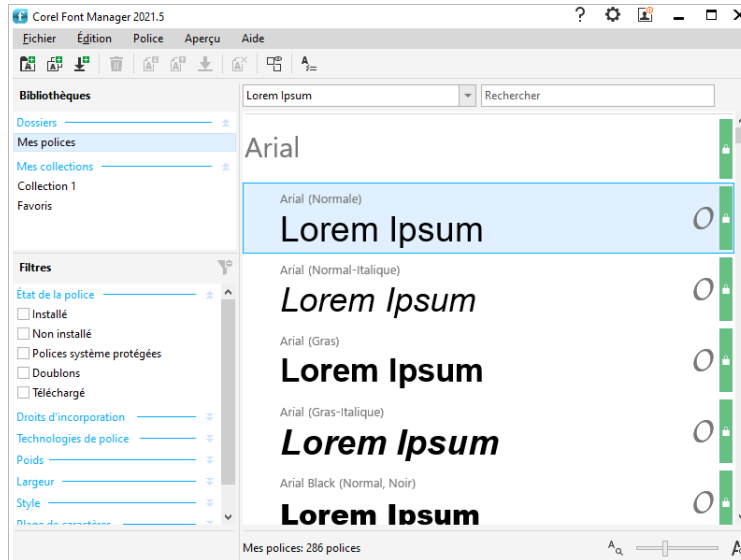 Corel Font Manager 2021.5
Fichier Édition Police Aperçu Aide
Bibliothèques
Dossiers
Mes polices
Mes collections
Collection 1
Favoris
Filtres
État de la police
Installé
Non installé
Polices système protégées
Doublons
Téléchargé
Droits d'incorporation
Technologies de police
Poids
Largeur
Style
Plage de caractères
Lorem Ipsum Rechercher
Arial
Arial (Normale)
Lorem Ipsum
Arial (Normal-Italique)
Lorem Ipsum
Arial (Gras)
Lorem Ipsum
Arial (Gras-Italique)
Lorem Ipsum
Arial Black (Normal, Noir)
Lorem Ipsum
Mes polices: 286 polices